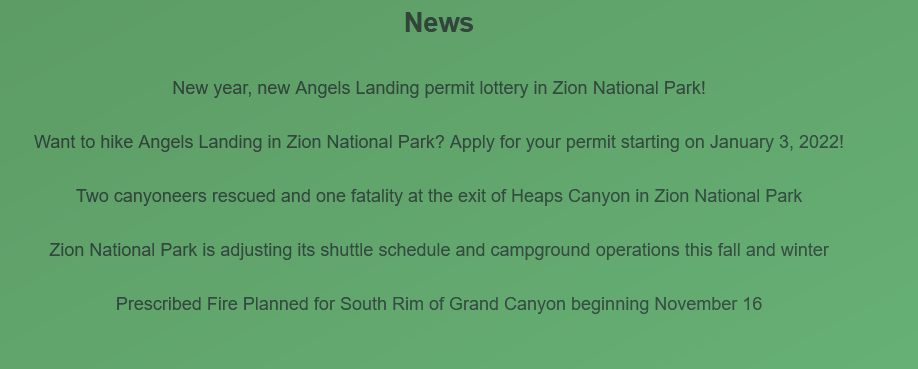 News
New year, new Angels Landing permit lottery in Zion National Park!
Want to hike Angels Landing in Zion National Park? Apply for your permit starting on January 3, 2022!
Two canyoneers rescued and one fatality at the exit of Heaps Canyon in Zion National Park
Zion National Park is adjusting its shuttle schedule and campground operations this fall and winter
Prescribed Fire Planned for South Rim of Grand Canyon beginning November 16